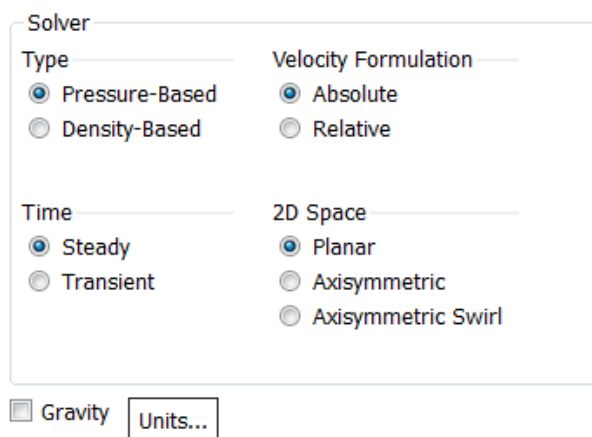 Solver
Type
Pressure-Based
Density-Based
Velocity Formulation
Absolute
Relative
Time
Steady
Transient
2D Space
Planar
Axisymmetric
Axisymmetric Swirl
Gravity
Units...